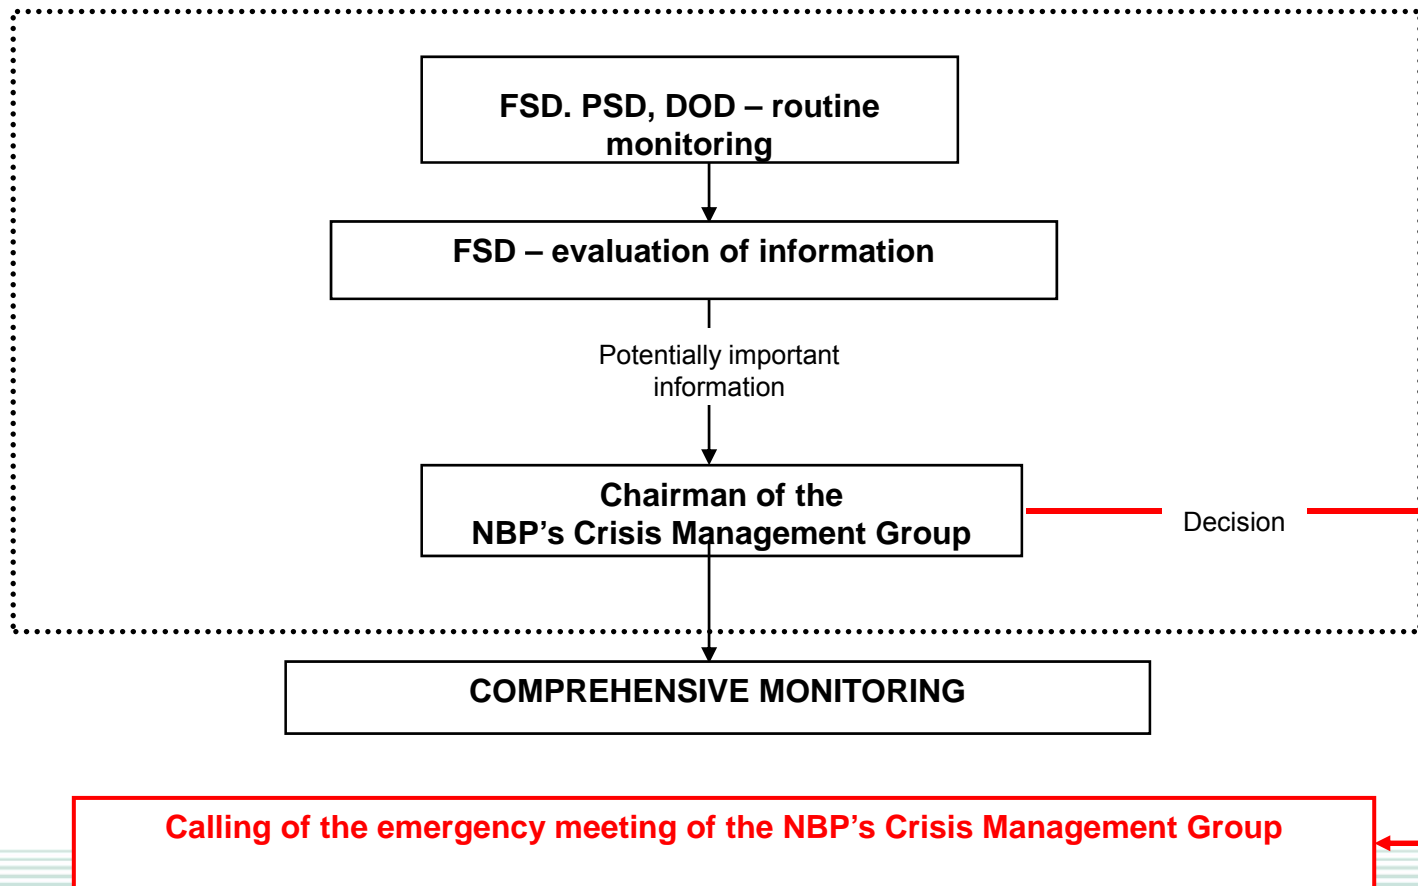 FSD. PSD, DOD – routine
monitoring
FSD – evaluation of information
Potentially important
information
Chairman of the
NBP’s Crisis Management Group
Decision
COMPREHENSIVE MONITORING
Calling of the emergency meeting of the NBP’s Crisis Management Group